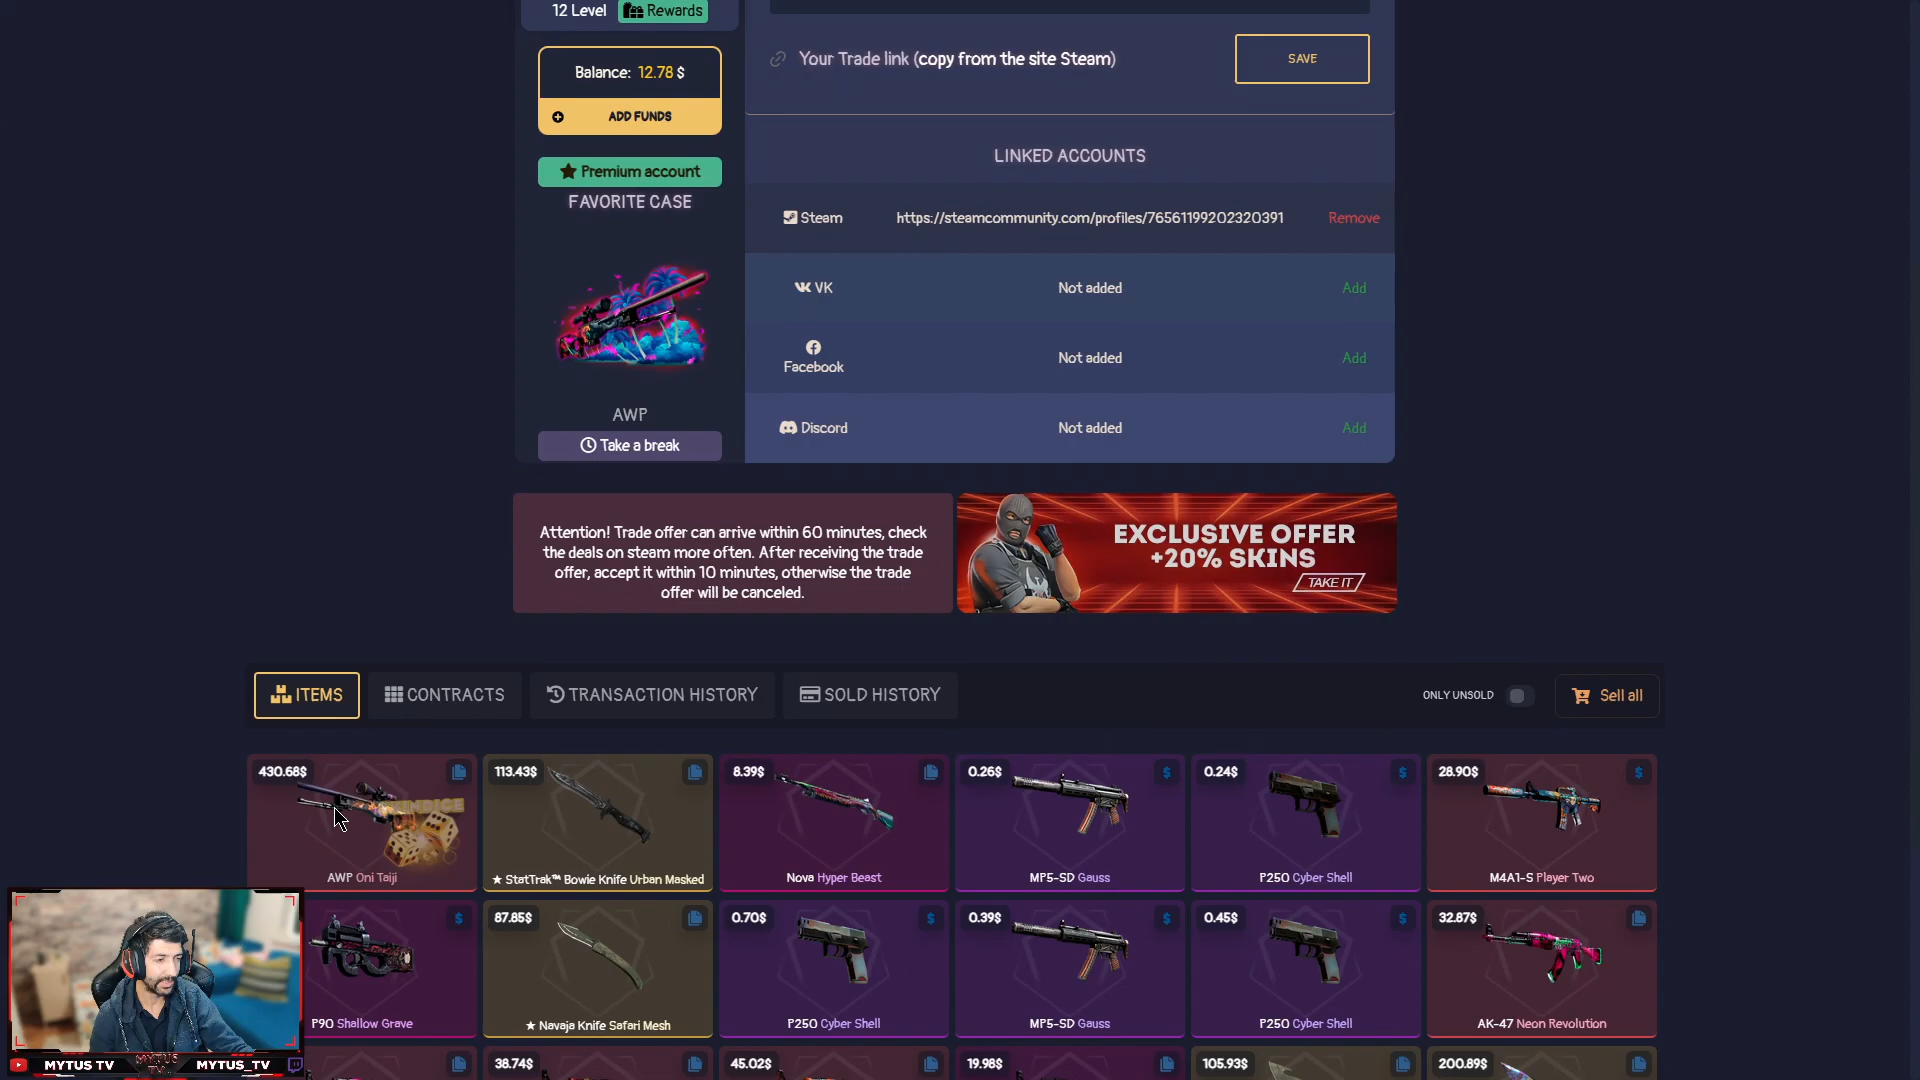 12 Level Rewards
Balance: 12.78 $
ADD FUNDS
Premium account
FAVORITE CASE
AWP
Take a break
Your Trade link (copy from the site Steam)
SAVE
LINKED ACCOUNTS
Steam https://steamcommunity.com/profiles/76561199202320391 Remove
VK Not added Add
Facebook Not added Add
Discord Not added Add
Attention! Trade offer can arrive within 60 minutes, check
the deals on steam more often. After receiving the trade
offer, accept it within 10 minutes, otherwise the trade
offer will be canceled.
EXCLUSIVE OFFER
+20% SKINS
TAKE IT
ITEMS CONTRACTS TRANSACTION HISTORY SOLD HISTORY ONLY UNSOLD Sell all
430.68$ 113.43$ 8.39$ 0.26$ $ 0.24$ $ 28.90$ $
AWP Oni Taiji ★ StatTrak™ Bowie Knife Urban Masked Nova Hyper Beast MP5-SD Gauss P250 Cyber Shell M4A1-S Player Two
$ 87.85$ 0.70$ $ 0.39$ $ 0.45$ $ 32.87$
P90 Shallow Grave ★ Navaja Knife Safari Mesh P250 Cyber Shell MP5-SD Gauss P250 Cyber Shell AK-47 Neon Revolution
38.74$ 45.02$ 19.98$ 105.93$ 200.89$
MYTUS TV MYTUS TV MYTUS_TV